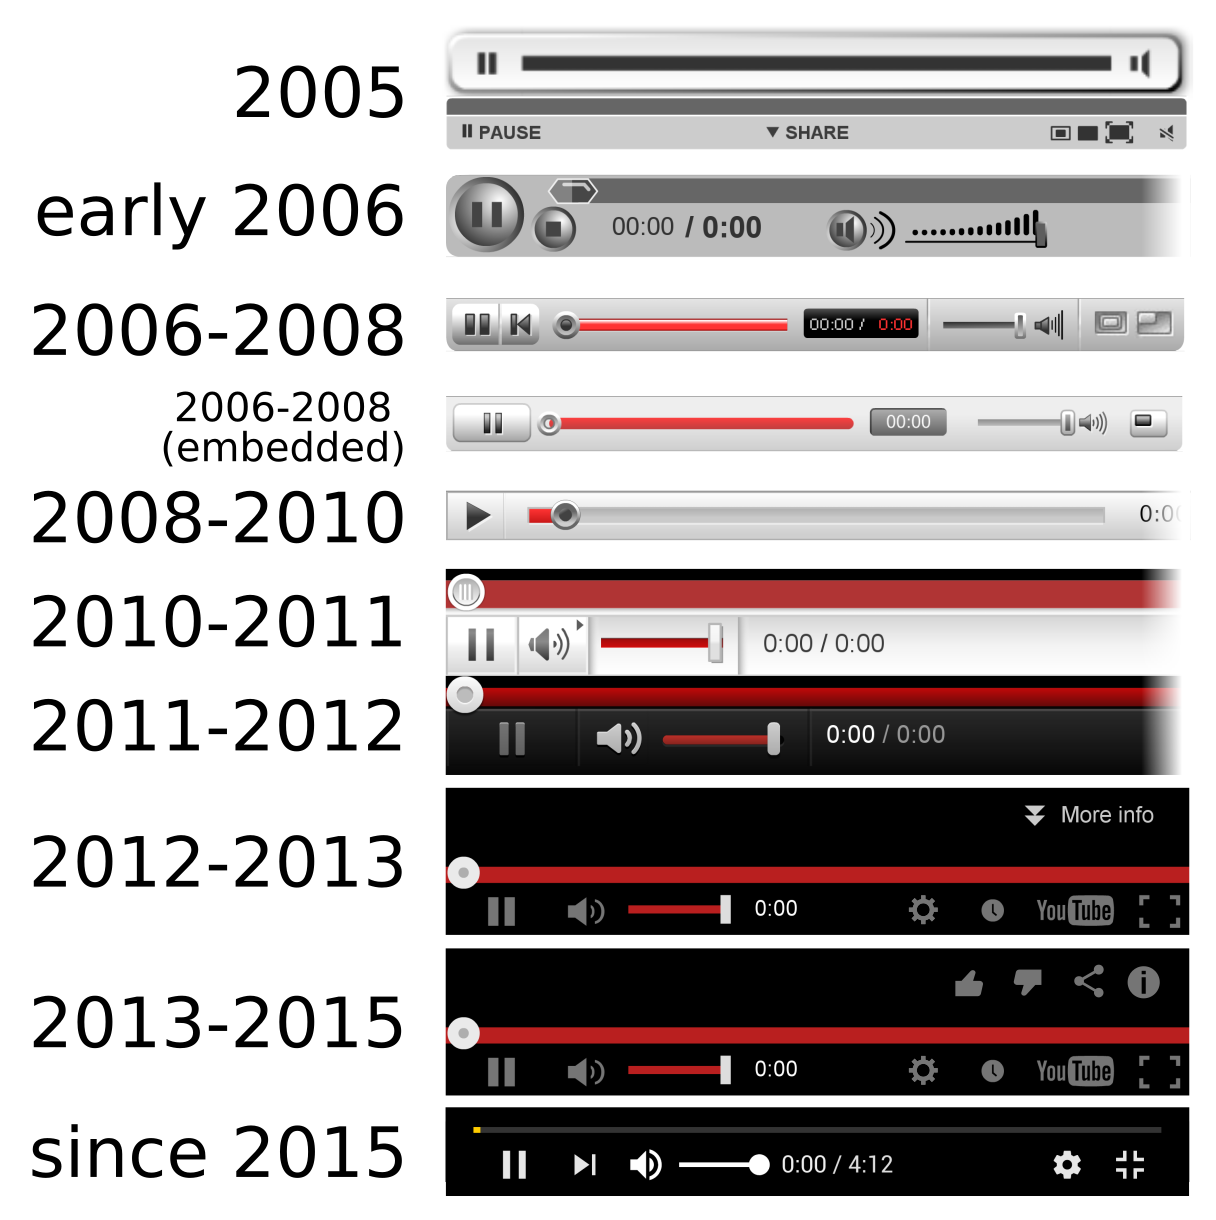 2005
PAUSE
SHARE
early 2006
00:00 / 0:00
2006-2008
00:00 / 0:00
2006-2008
(embedded)
00:00
2008-2010
0:00
2010-2011
0:00 / 0:00
2011-2012
0:00 / 0:00
More info
2012-2013
0:00
YouTube
2013-2015
0:00
YouTube
since 2015
0:00 / 4:12